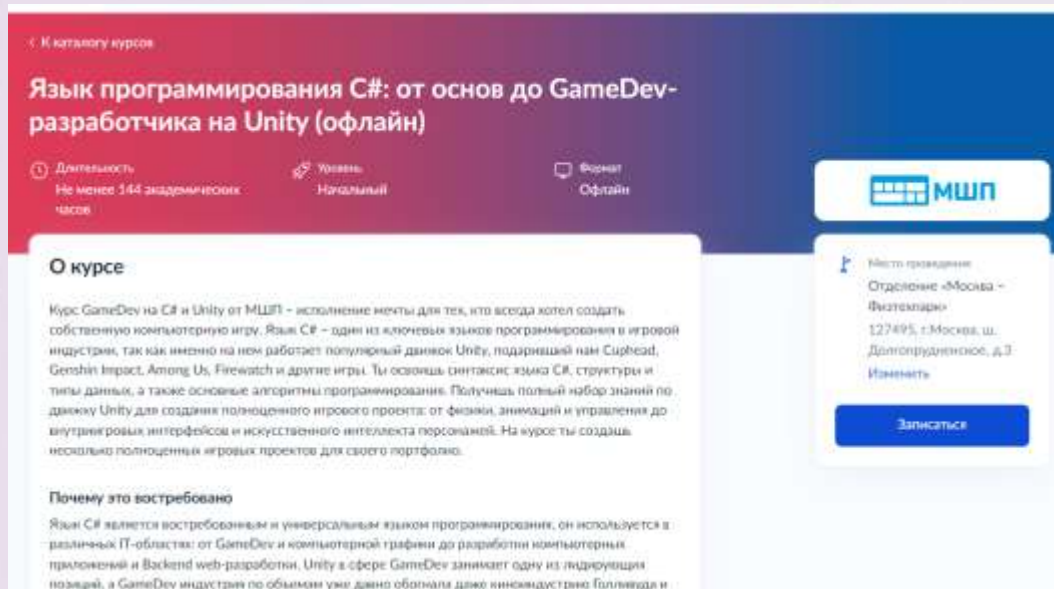 ‹ К каталогу курсов
Язык программирования C#: от основ до GameDev-
разработчика на Unity (офлайн)
Длительность
Не менее 144 академических
часов
Уровень
Начальный
Формат
Офлайн
МШП
О курсе
Курс GameDev на C# и Unity от МШП – исполнение мечты для тех, кто всегда хотел создать
собственную компьютерную игру. Язык C# – один из ключевых языков программирования в игровой
индустрии, так как именно на нем работает популярный движок Unity, подаривший нам Cuphead,
Genshin Impact, Among Us, Firewatch и другие игры. Ты освоишь синтаксис языка C#, структуры и
типы данных, а также основные алгоритмы программирования. Получишь полный набор знаний по
движку Unity для создания полноценного игрового проекта: от физики, анимаций и управления до
внутриигровых интерфейсов и искусственного интеллекта персонажей. На курсе ты создашь
несколько полноценных игровых проектов для своего портфолио.
Почему это востребовано
Язык C# является востребованным и универсальным языком программирования, он используется в
различных IT-областях: от GameDev и компьютерной графики до разработки компьютерных
приложений и Backend web-разработки. Unity в сфере GameDev занимает одну из лидирующих
позиций, а GameDev индустрия по объемам уже давно обогнала даже киноиндустрию Голливуда и
Место проведения
Отделение «Москва –
Физтехпарк»
127495, г.Москва, ш.
Долгопрудненское, д.3
Изменить
Записаться